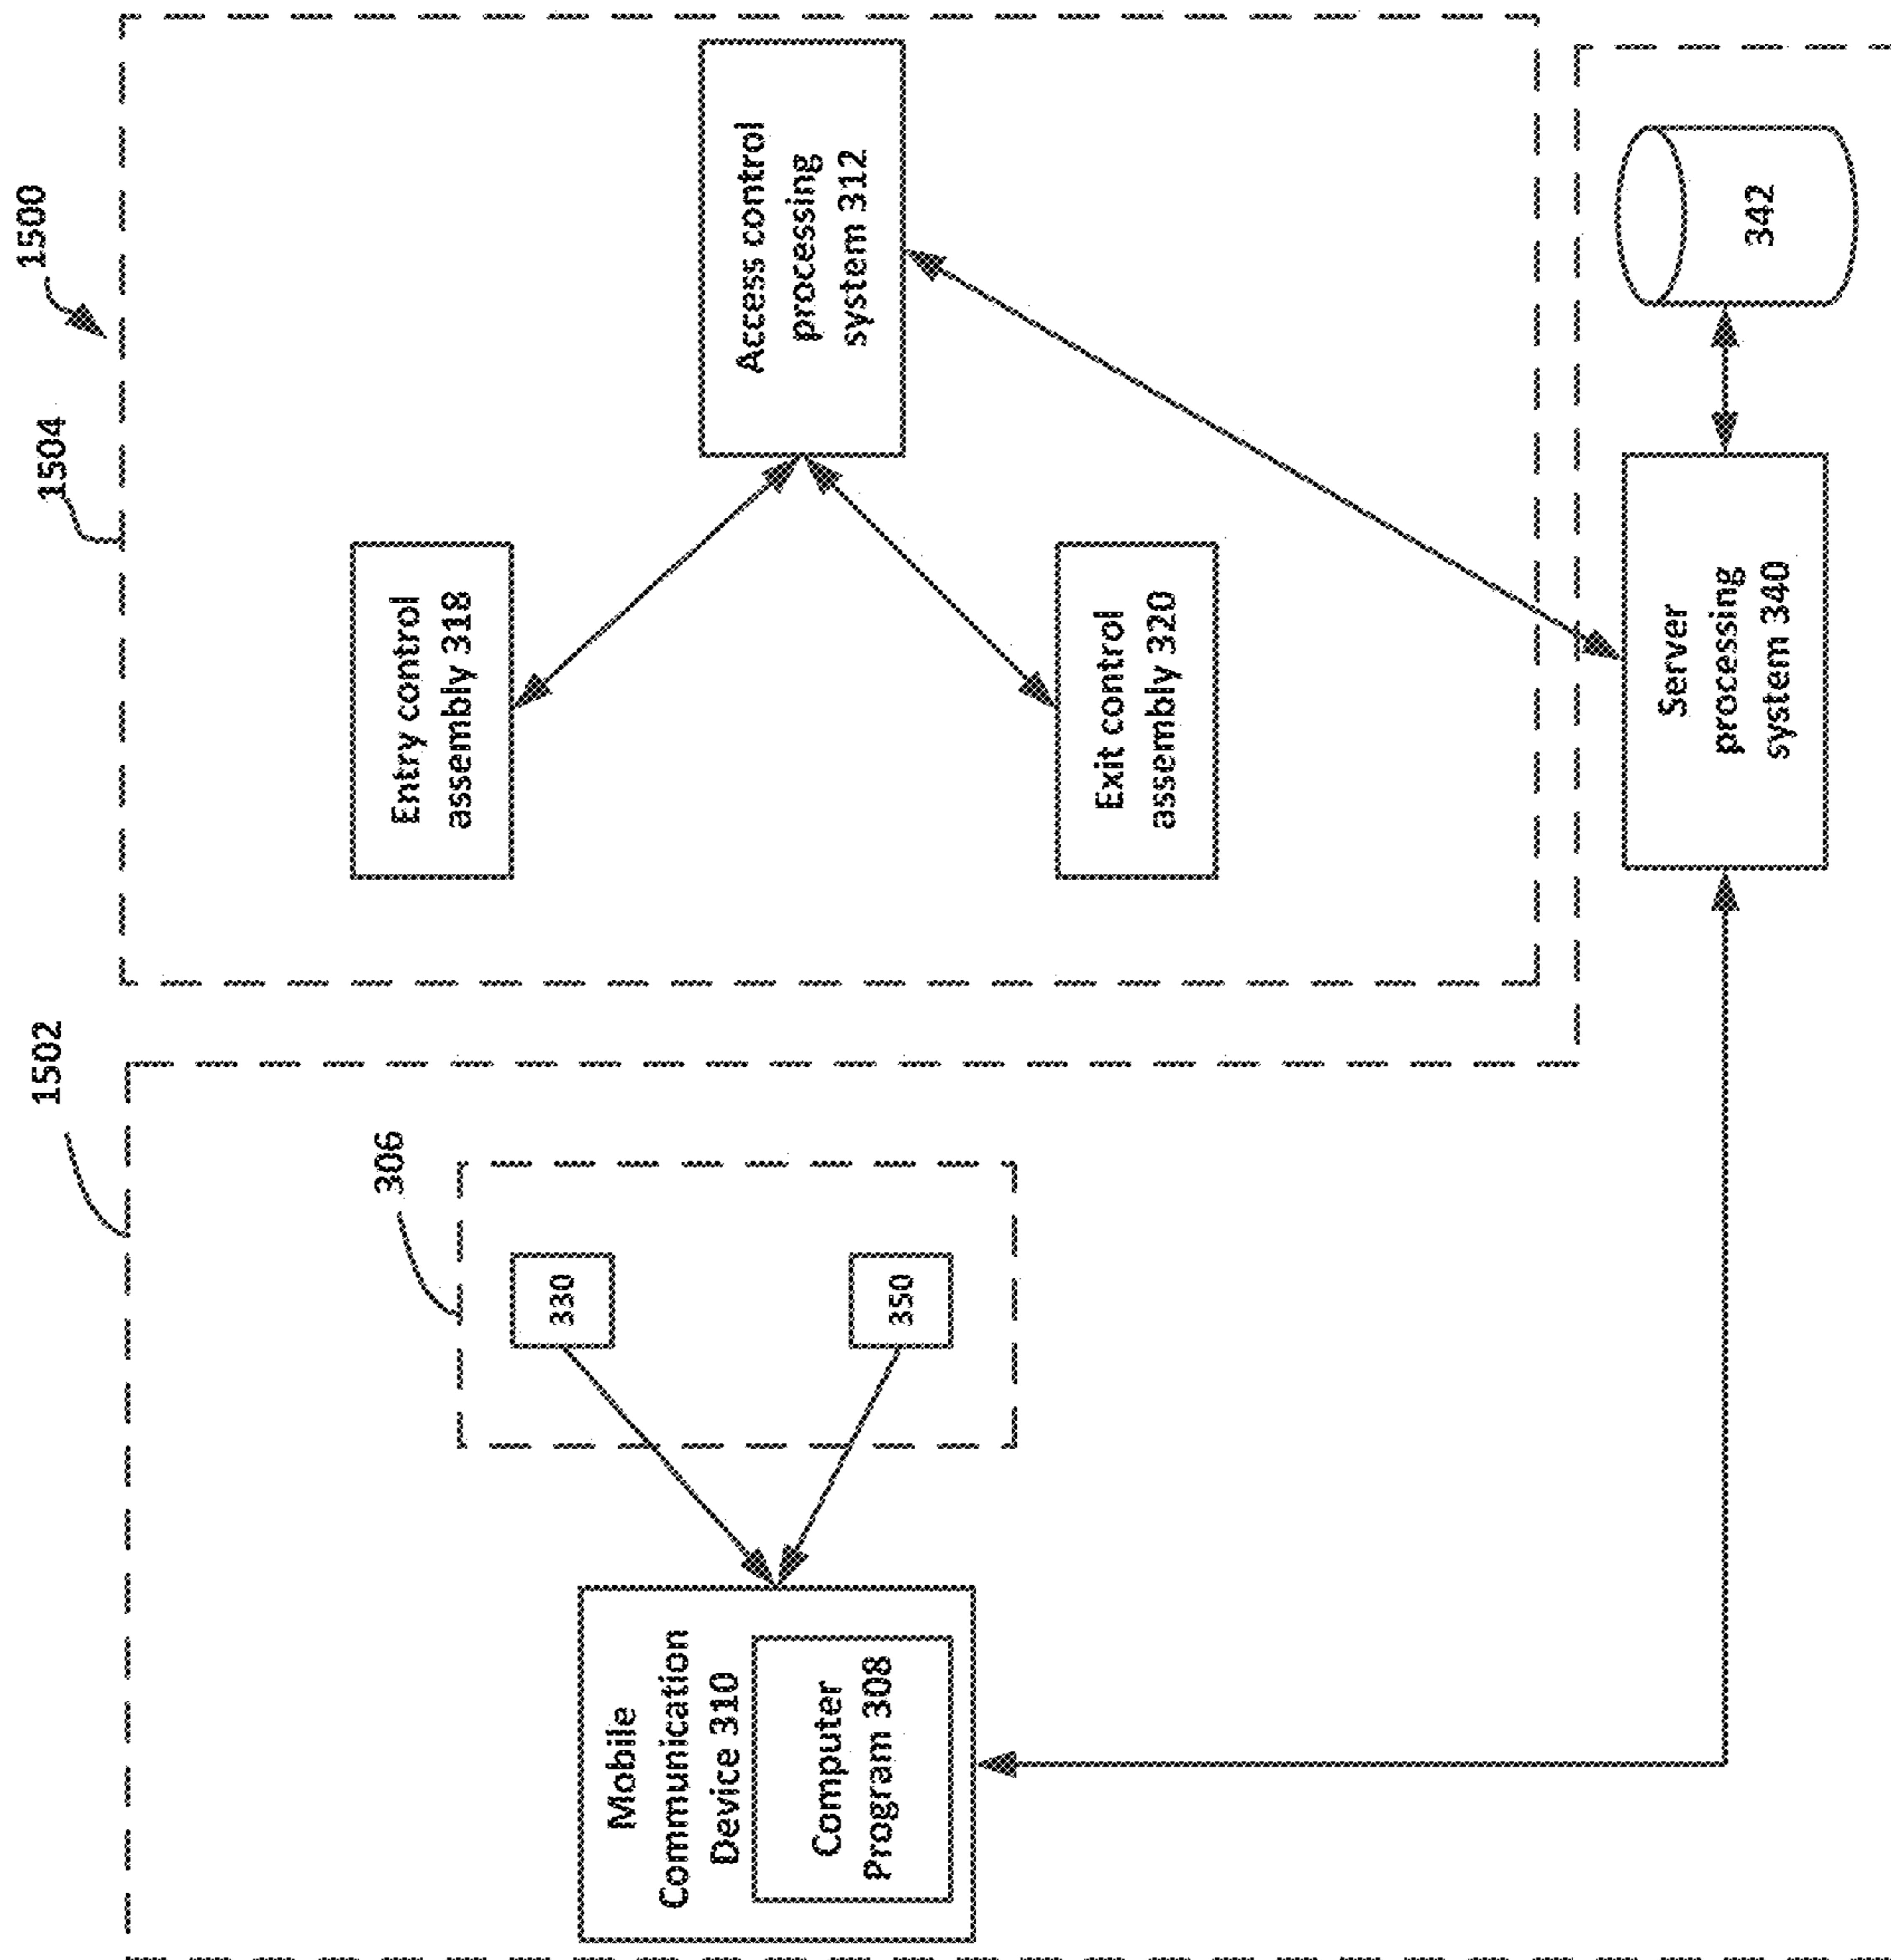 1500
1504
1502
306
Access control
processing
system 312
Entry control
assembly 318
Exit control
assembly 320
330
350
Mobile
Communication
Device 310
Computer
Program 308
Server
processing
system 340
342